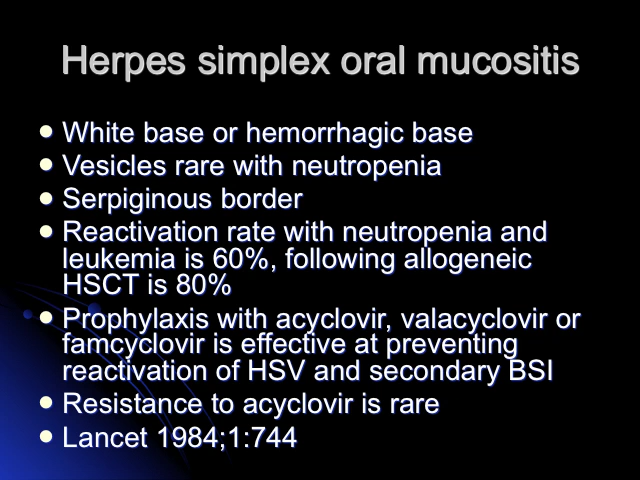 Herpes simplex oral mucositis
White base or hemorrhagic base
Vesicles rare with neutropenia
Serpiginous border
Reactivation rate with neutropenia and
leukemia is 60%, following allogeneic
HSCT is 80%
Prophylaxis with acyclovir, valacyclovir or
famcyclovir is effective at preventing
reactivation of HSV and secondary BSI
Resistance to acyclovir is rare
Lancet 1984;1:744